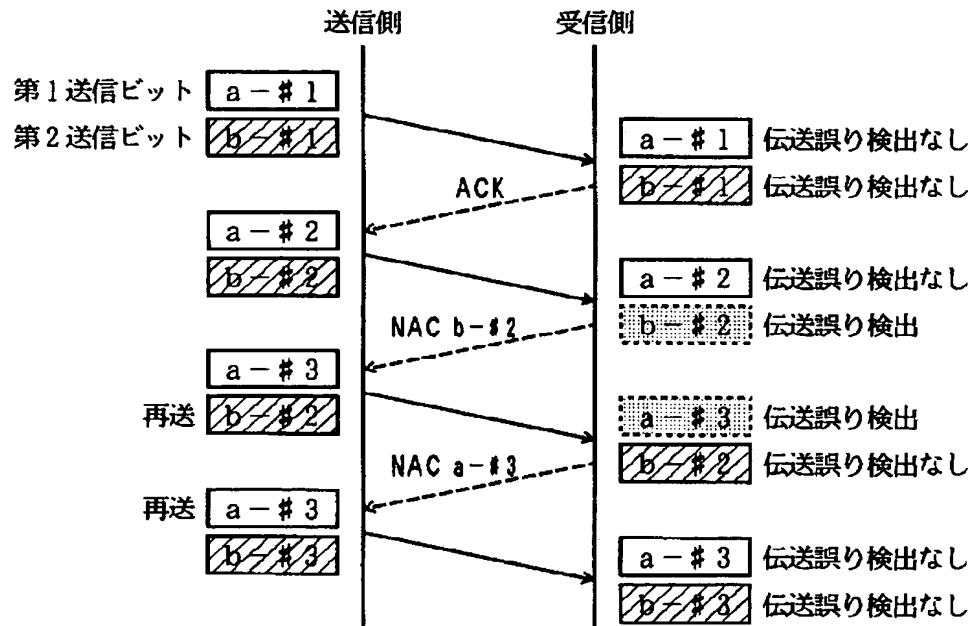 送信側 受信側
第1送信ビット a-#1
第2送信ビット b-#1
a-#1 伝送誤り検出なし
b-#1 伝送誤り検出なし
ACK
a-#2
b-#2
a-#2 伝送誤り検出なし
b-#2 伝送誤り検出
NAC b-#2
a-#3
再送 b-#2
a-#3 伝送誤り検出
b-#2 伝送誤り検出なし
NAC a-#3
再送 a-#3
b-#3
a-#3 伝送誤り検出なし
b-#3 伝送誤り検出なし